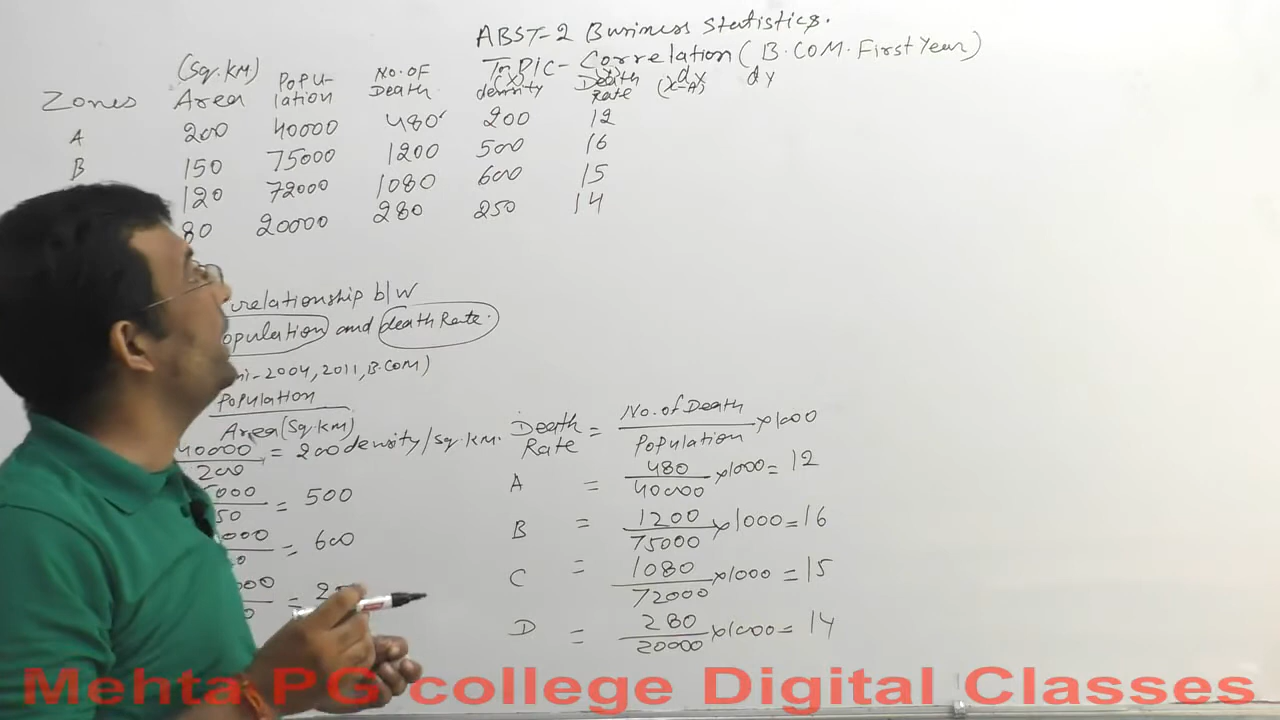 ABST-2 Business Statistics.
Topic- Correlation (B.COM. First Year)
Zones (Sq.KM) Area Popu-lation No. of Death (X) density Death Rate dx (x-A) dy
A 200 40000 480 200 12
B 150 75000 1200 500 16
120 72000 1080 600 15
80 20000 280 250 14
relationship b/w
opulation and death Rate.
-2004, 2011, B.COM)
Population
Area (Sq.KM)
40000
200
= 200 density/sq.km.
5000
50
= 500
000
= 600
000
=
Death Rate = No. of Death
Population
x1000
A = 480
40000
x1000 = 12
B = 1200
75000
x1000 = 16
C = 1080
72000
x1000 = 15
D = 280
20000
x1000 = 14
Mehta PG college Digital Classes